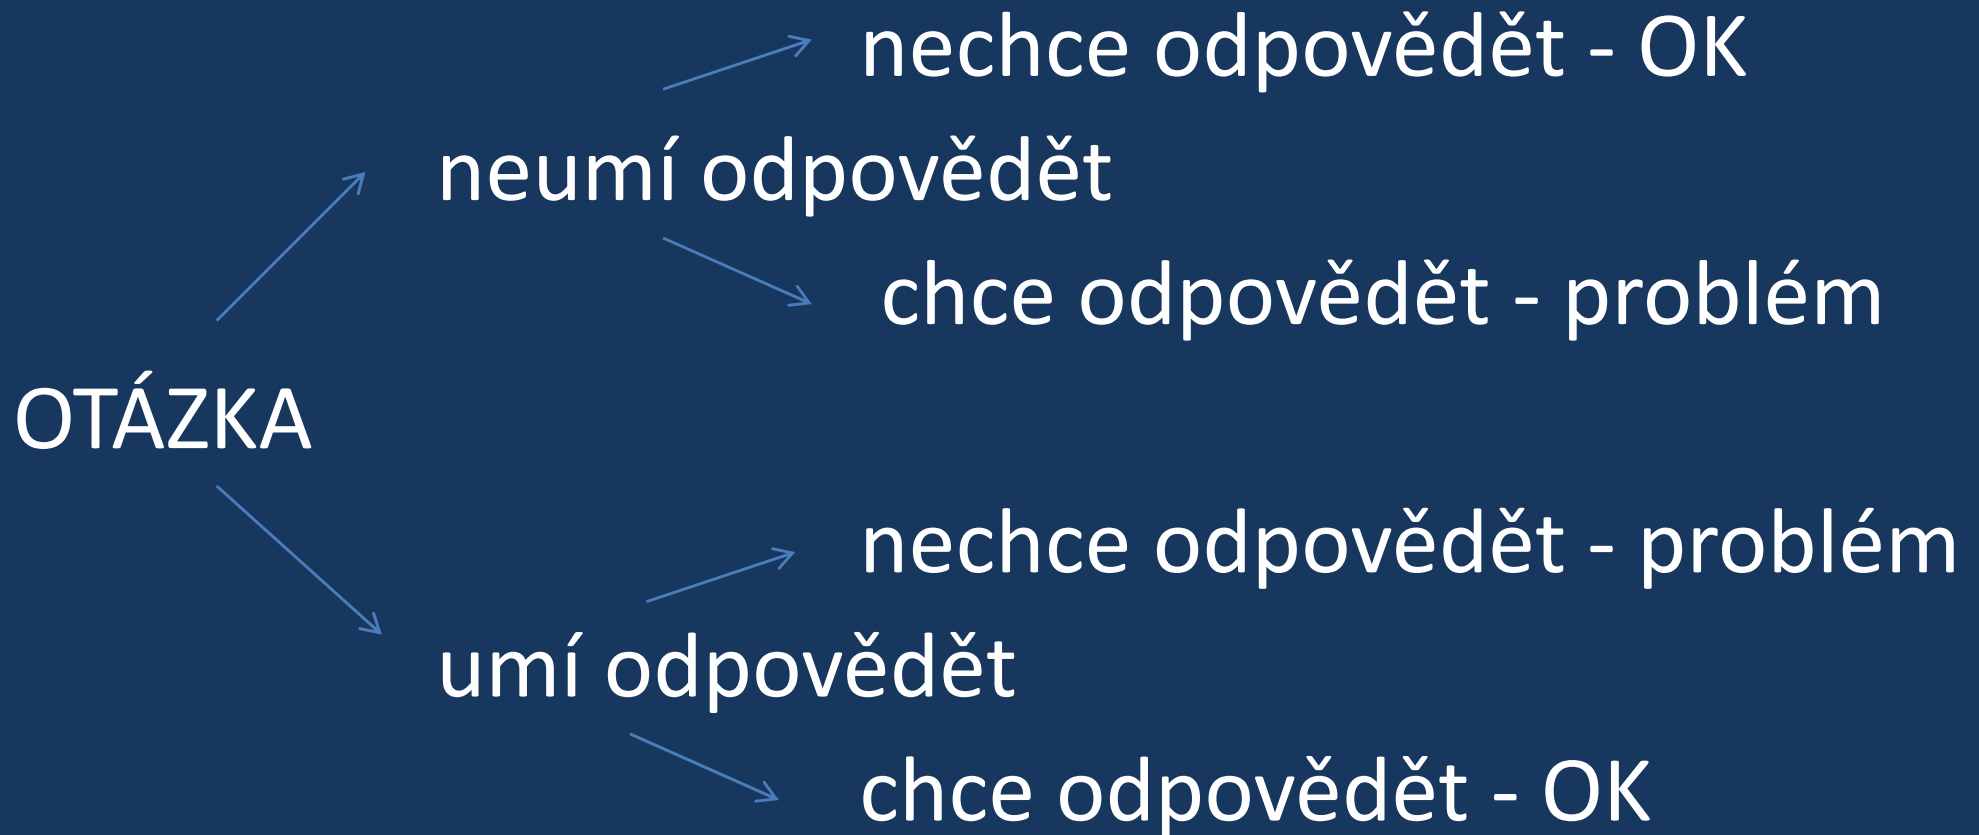 nechce odpovědět - OK
neumí odpovědět
chce odpovědět - problém
OTÁZKA
nechce odpovědět - problém
umí odpovědět
chce odpovědět - OK